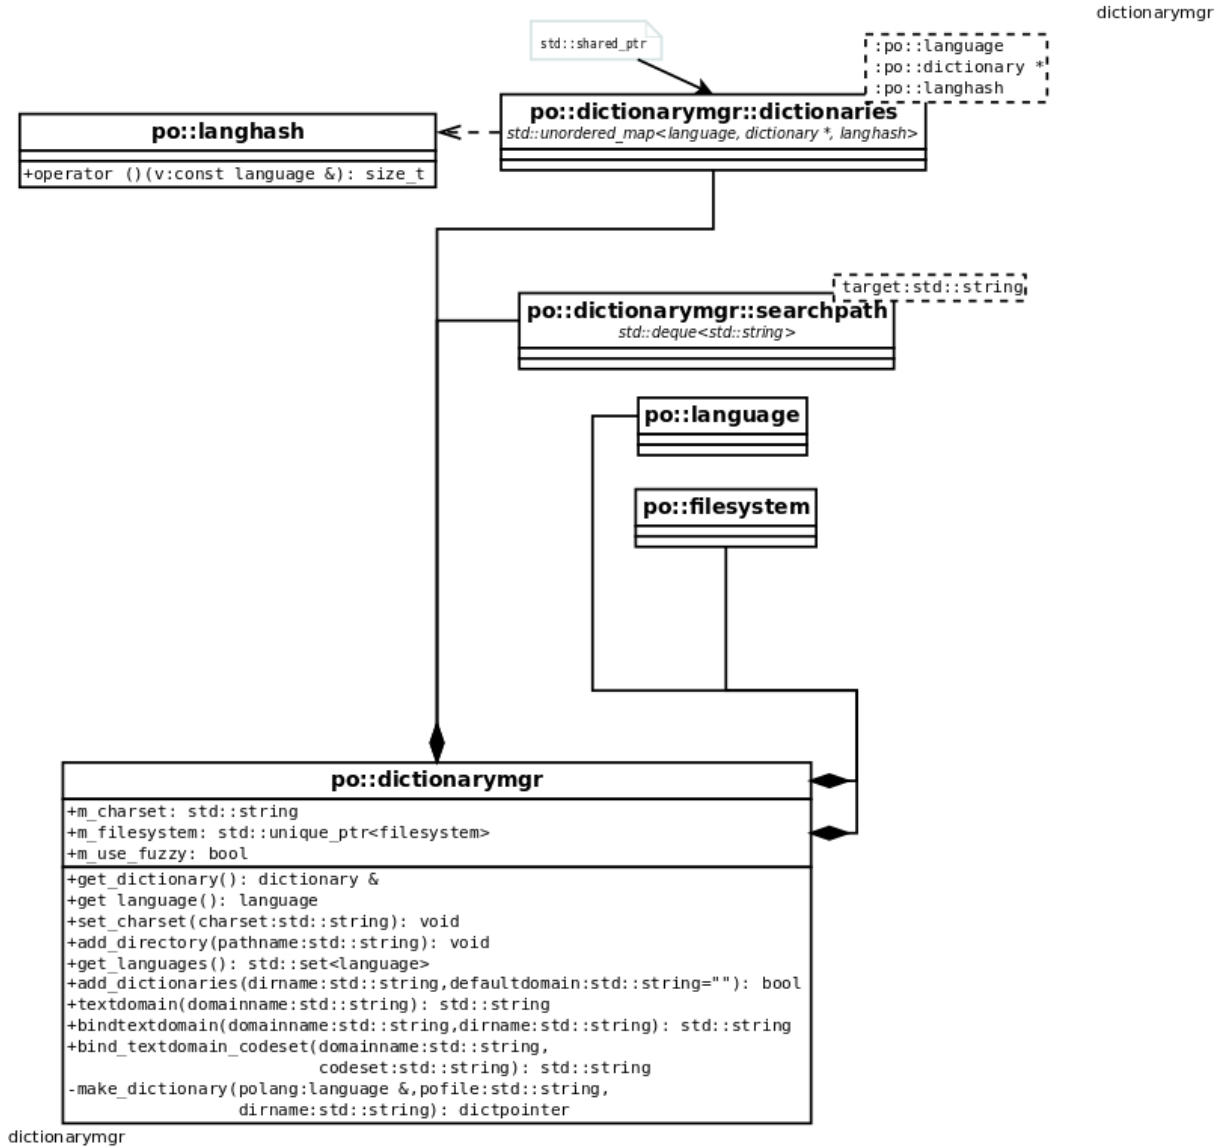 dictionarymgr
std::shared_ptr
:po::language
:po::dictionary *
:po::langhash
po::dictionarymgr::dictionaries
std::unordered_map<language, dictionary *, langhash>
po::langhash
+operator ()(v:const language &): size_t
target:std::string
po::dictionarymgr::searchpath
std::deque<std::string>
po::language
po::filesystem
po::dictionarymgr
+m_charset: std::string
+m_filesystem: std::unique_ptr<filesystem>
+m_use_fuzzy: bool
+get_dictionary(): dictionary &
+get_language(): language
+set_charset(charset:std::string): void
+add_directory(pathname:std::string): void
+get_languages(): std::set<language>
+add_dictionaries(dirname:std::string,defaultdomain:std::string=""): bool
+textdomain(domainname:std::string): std::string
+bindtextdomain(domainname:std::string,dirname:std::string): std::string
+bind_textdomain_codeset(domainname:std::string,
codeset:std::string): std::string
-make_dictionary(polang:language &,pofile:std::string,
dirname:std::string): dictpointer
dictionarymgr